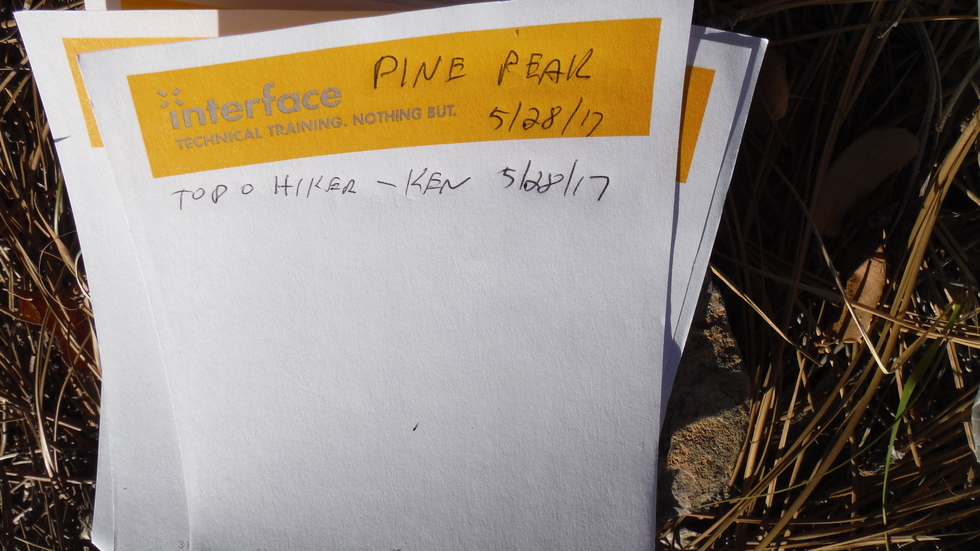 PINE PEAK
interface
TECHNICAL TRAINING. NOTHING BUT.
5/28/17
TOPO HIKER - KEN 5/28/17